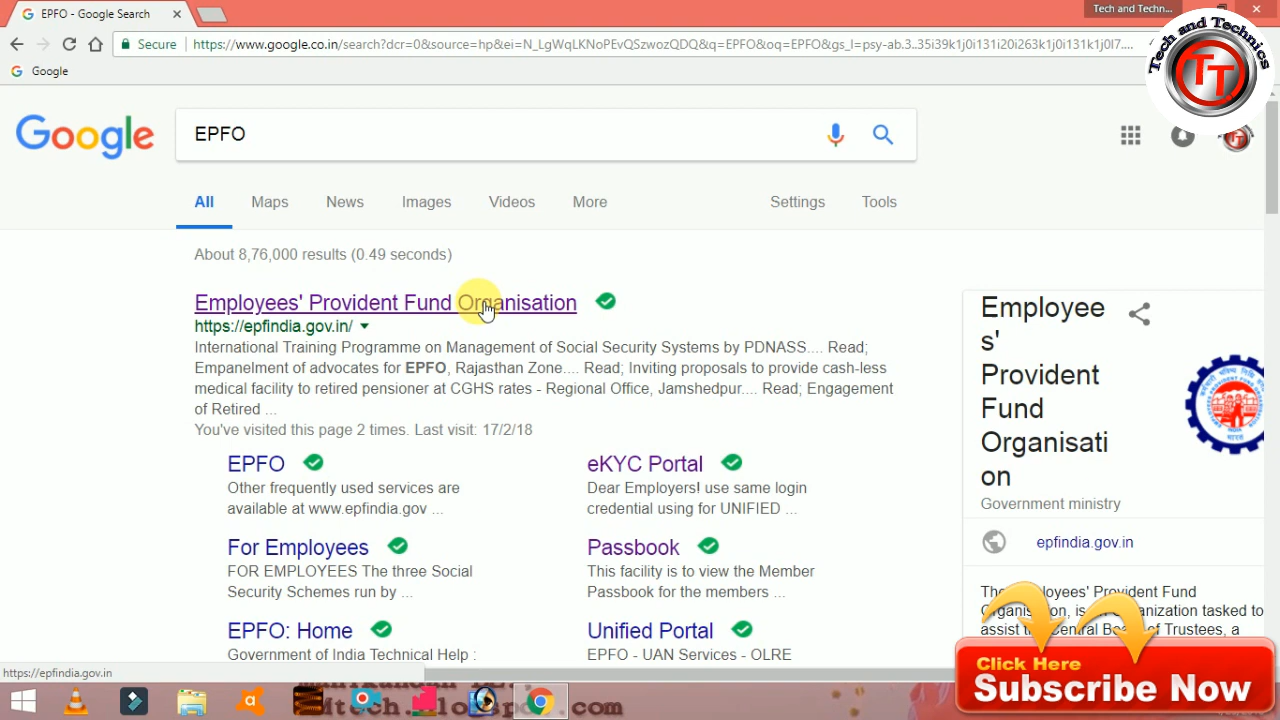 EPFO - Google Search
Tech and Techn...
Secure
https://www.google.co.in/search?dcr=0&source=hp&ei=N_LgWqLKNoPEvQSzwozQDQ&q=EPFO&oq=EPFO&gs_l=psy-ab.3..35i39k1j0i131i20i263k1j0i131k1j0l7....
Google
Tech and Technics
TT
Google
EPFO
All
Maps
News
Images
Videos
More
Settings
Tools
About 8,76,000 results (0.49 seconds)
Employees' Provident Fund Organisation
https://epfindia.gov.in/
International Training Programme on Management of Social Security Systems by PDNASS.... Read;
Empanelment of advocates for EPFO, Rajasthan Zone.... Read; Inviting proposals to provide cash-less
medical facility to retired pensioner at CGHS rates - Regional Office, Jamshedpur.... Read; Engagement
of Retired ...
You've visited this page 2 times. Last visit: 17/2/18
EPFO
Other frequently used services are
available at www.epfindia.gov ...
eKYC Portal
Dear Employers! use same login
credential using for UNIFIED ...
For Employees
FOR EMPLOYEES The three Social
Security Schemes run by ...
Passbook
This facility is to view the Member
Passbook for the members ...
EPFO: Home
Government of India Technical Help :
Unified Portal
EPFO - UAN Services - OLRE
Employee
s'
Provident
Fund
Organisati
on
Government ministry
epfindia.gov.in
Employees' Provident Fund
is an organization tasked to
assist Central of Trustees, a
Click Here
Subscribe Now
https://epfindia.gov.in